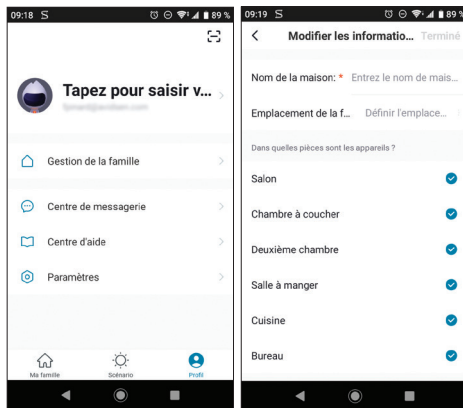 09:18 S 89 %
Tapez pour saisir v...
Gestion de la famille
Centre de messagerie
Centre d'aide
Paramètres
Ma famille
Scénario
Profil
09:19 S 89 %
Modifier les informatio... Terminé
Nom de la maison: * Entrez le nom de mais...
Emplacement de la f... Définir l'emplace...
Dans quelles pièces sont les appareils ?
Salon
Chambre à coucher
Deuxième chambre
Salle à manger
Cuisine
Bureau